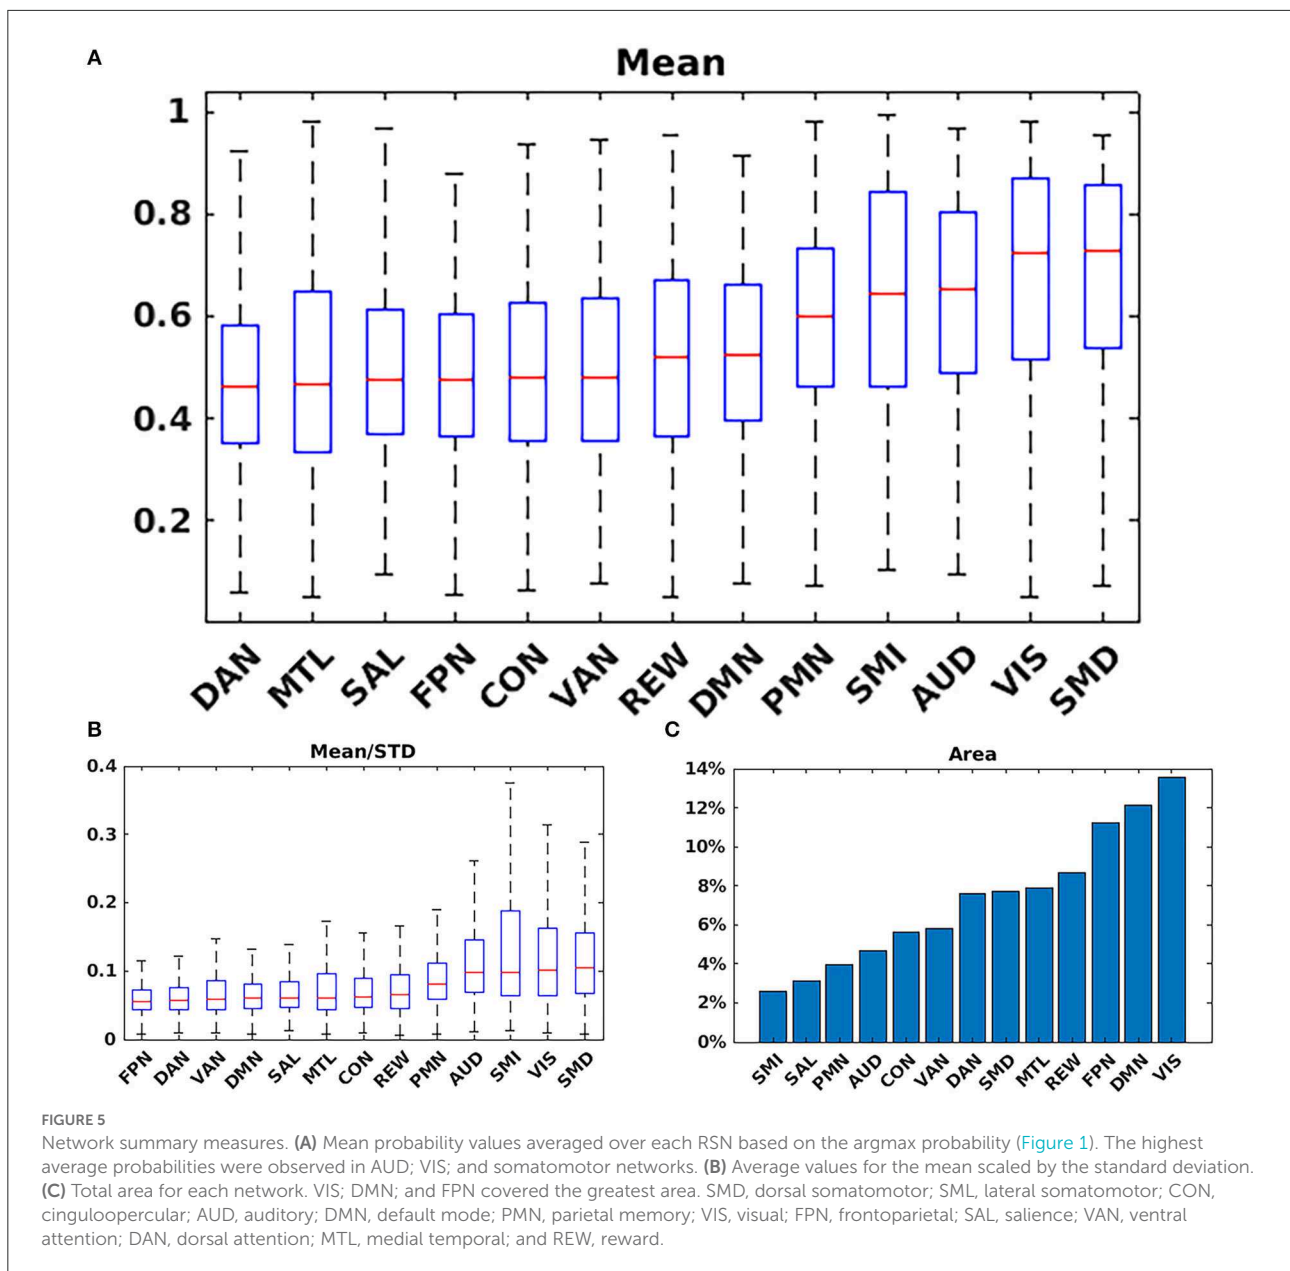 A
Mean
1
0.8
0.6
0.4
0.2
DAN MTL SAL FPN CON VAN REW DMN PMN SMI AUD VIS SMD
B
Mean/STD
0.4
0.3
0.2
0.1
0
FPN DAN VAN DMN SAL MTL CON REW PMN AUD SMI VIS SMD
C
Area
14%
12%
10%
8%
6%
4%
2%
0%
SMI SAL PMN AUD CON VAN DAN SMD MTL REW FPN DMN VIS
FIGURE 5
Network summary measures. (A) Mean probability values averaged over each RSN based on the argmax probability (Figure 1). The highest
average probabilities were observed in AUD; VIS; and somatomotor networks. (B) Average values for the mean scaled by the standard deviation.
(C) Total area for each network. VIS; DMN; and FPN covered the greatest area. SMD, dorsal somatomotor; SML, lateral somatomotor; CON,
cinguloopercular; AUD, auditory; DMN, default mode; PMN, parietal memory; VIS, visual; FPN, frontoparietal; SAL, salience; VAN, ventral
attention; DAN, dorsal attention; MTL, medial temporal; and REW, reward.